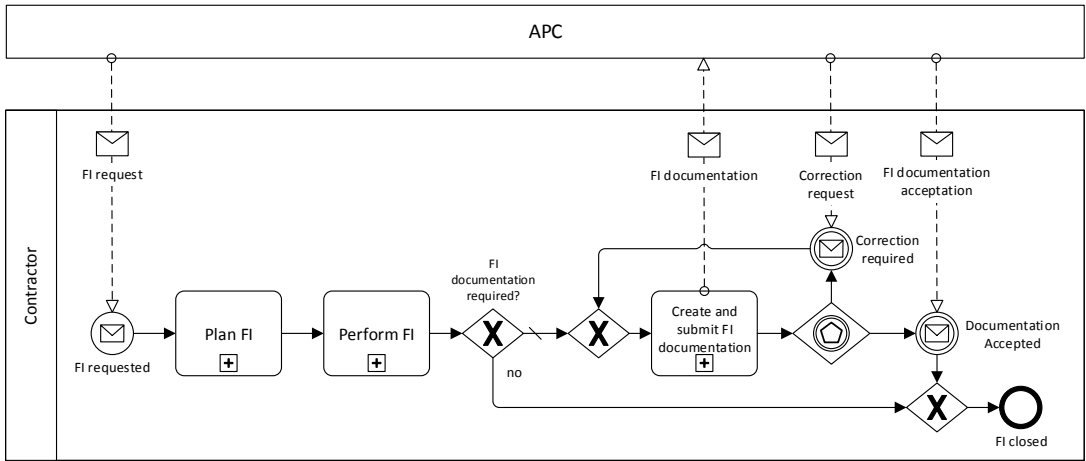 APC
Contractor
FI request
FI documentation
Correction
request
FI documentation
acceptation
Correction
required
FI
documentation
required?
Plan FI
Perform FI
Create and
submit FI
documentation
Documentation
Accepted
FI requested
no
FI closed